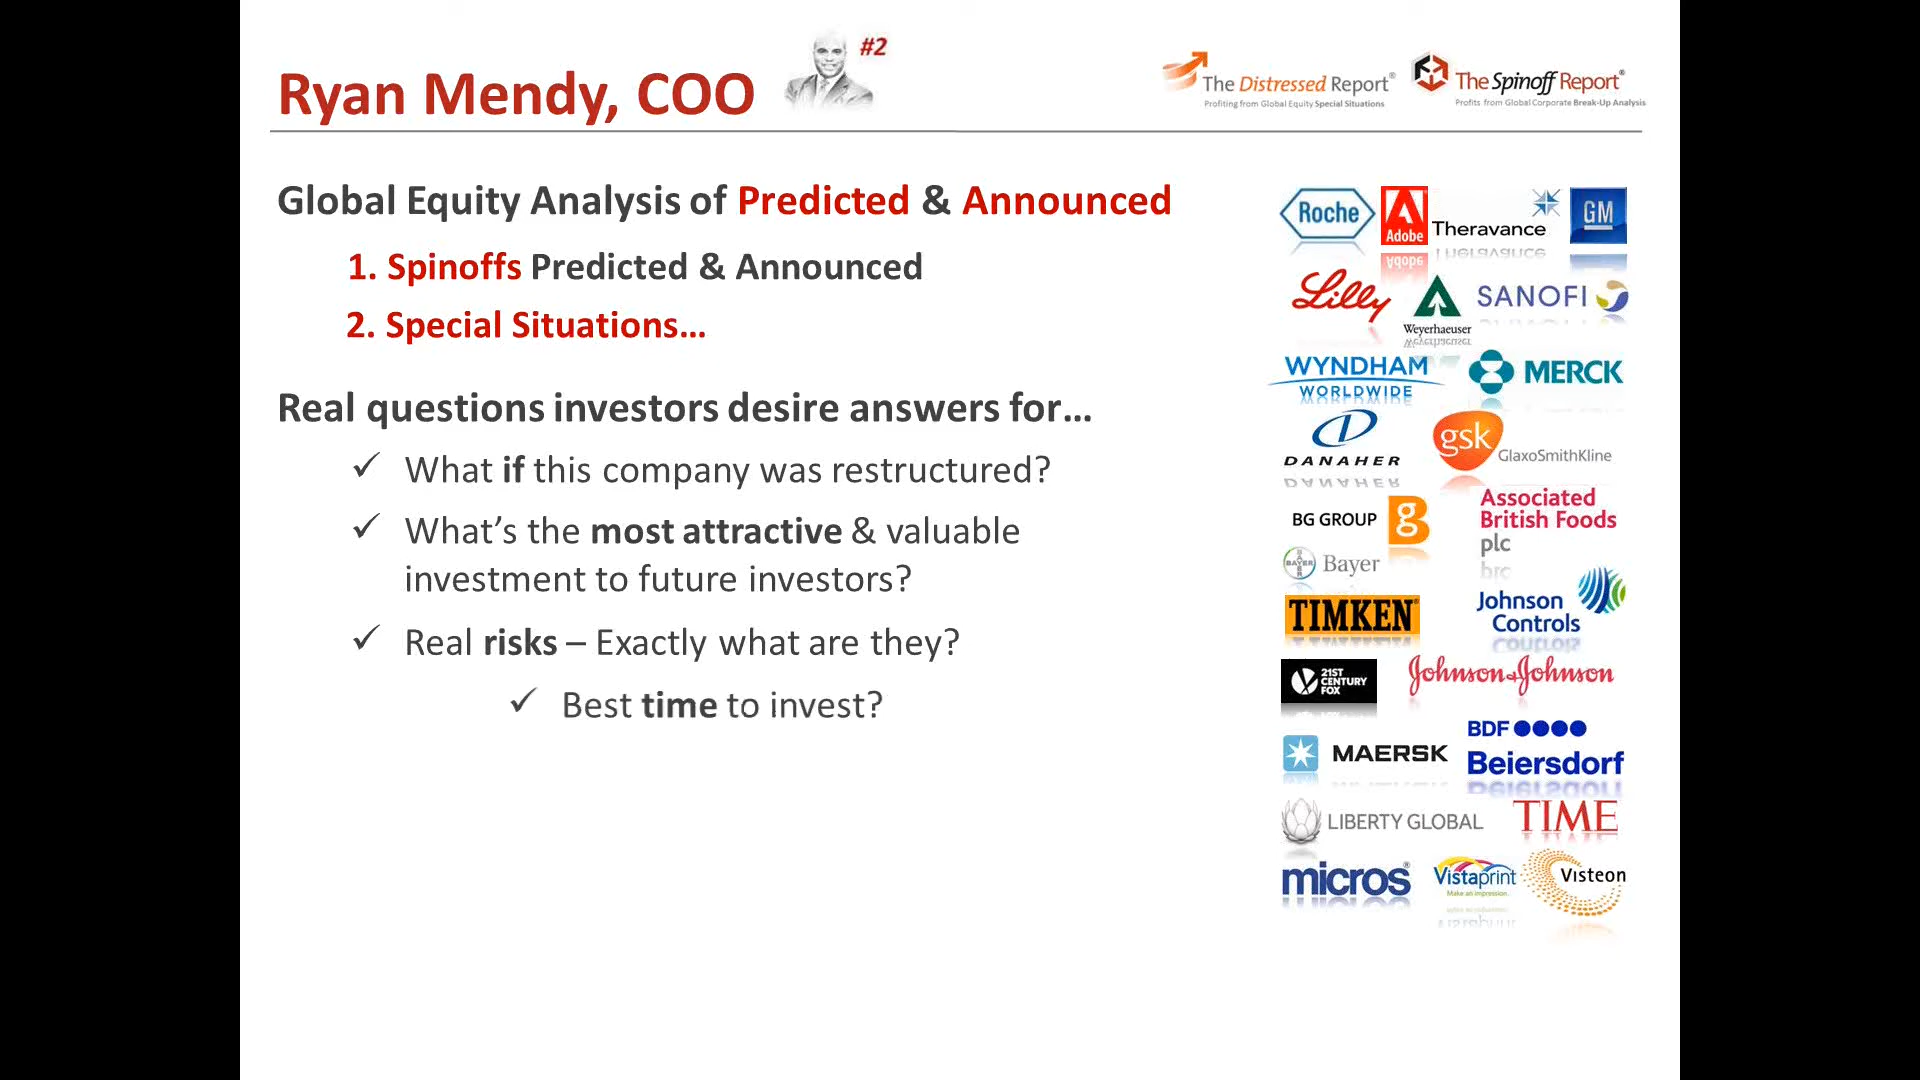 Ryan Mendy, COO
#2
The Distressed Report®
Profiting from Global Equity Special Situations
The Spinoff Report®
Profits from Global Corporate Break-Up Analysis
Global Equity Analysis of Predicted & Announced
1. Spinoffs Predicted & Announced
2. Special Situations...
Real questions investors desire answers for...
✓ What if this company was restructured?
✓ What's the most attractive & valuable
investment to future investors?
✓ Real risks – Exactly what are they?
✓ Best time to invest?
Roche
Adobe
Theravance
GM
Lilly
Weyerhaeuser
SANOFI
WYNDHAM
WORLDWIDE
MERCK
DANAHER
gsk
GlaxoSmithKline
BG GROUP
Associated
British Foods
plc
BAYER
Bayer
TIMKEN
Johnson
Controls
21ST
CENTURY
FOX
Johnson & Johnson
MAERSK
BDF
Beiersdorf
LIBERTY GLOBAL
TIME
micros®
Vistaprint
Make an impression.
Visteon